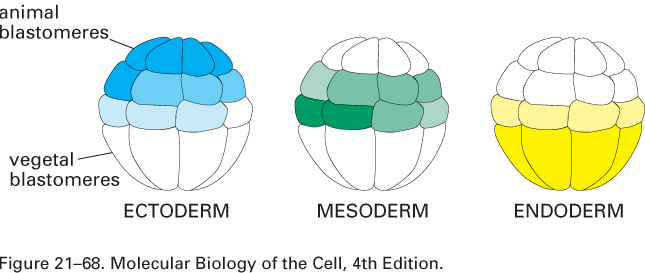 animal
blastomeres
vegetal
blastomeres
ECTODERM
MESODERM
ENDODERM
Figure 21–68. Molecular Biology of the Cell, 4th Edition.